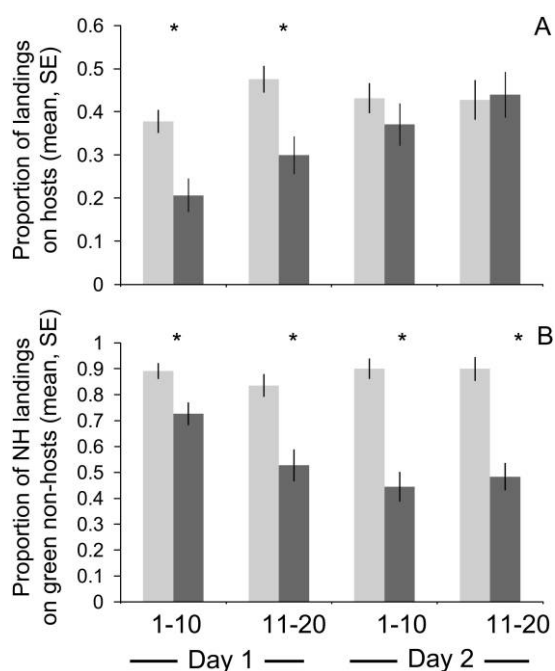 A
* *
Proportion of landings
on hosts (mean, SE)
0.6
0.5
0.4
0.3
0.2
0.1
0
B
* * * *
Proportion of NH landings
on green non-hosts (mean, SE)
1
0.9
0.8
0.7
0.6
0.5
0.4
0.3
0.2
0.1
0
1-10 11-20 1-10 11-20
Day 1 Day 2